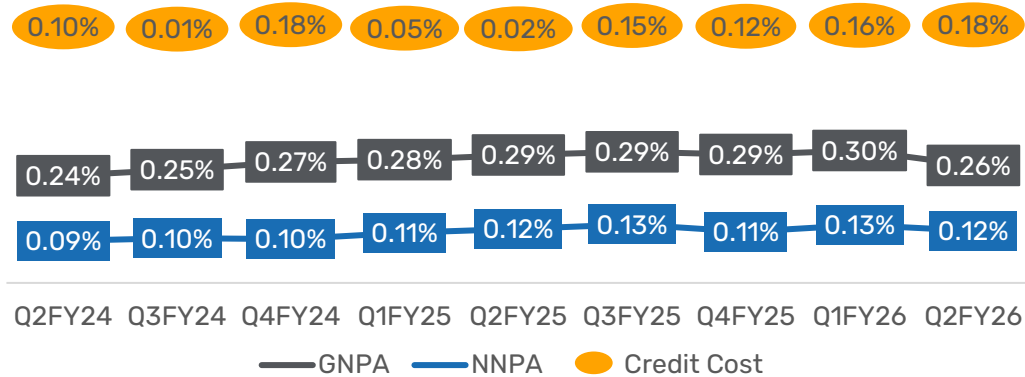 0.10% 0.01% 0.18% 0.05% 0.02% 0.15% 0.12% 0.16% 0.18%
0.24% 0.25% 0.27% 0.28% 0.29% 0.29% 0.29% 0.30% 0.26%
0.09% 0.10% 0.10% 0.11% 0.12% 0.13% 0.11% 0.13% 0.12%
Q2FY24 Q3FY24 Q4FY24 Q1FY25 Q2FY25 Q3FY25 Q4FY25 Q1FY26 Q2FY26
GNPA NNPA Credit Cost